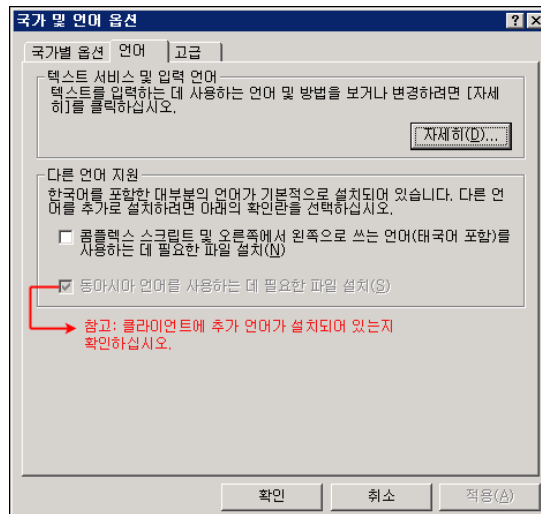 국가 및 언어 옵션
국가별 옵션 언어 고급
텍스트 서비스 및 입력 언어
텍스트를 입력하는 데 사용하는 언어 및 방법을 보거나 변경하려면 [자세
히]를 클릭하십시오.
자세히(D)...
다른 언어 지원
한국어를 포함한 대부분의 언어가 기본적으로 설치되어 있습니다. 다른 언
어를 추가로 설치하려면 아래의 확인란을 선택하십시오.
콤플렉스 스크립트 및 오른쪽에서 왼쪽으로 쓰는 언어(태국어 포함)를
사용하는 데 필요한 파일 설치(N)
동아시아 언어를 사용하는 데 필요한 파일 설치(S)
참고: 클라이언트에 추가 언어가 설치되어 있는지
확인하십시오.
확인 취소 적용(A)